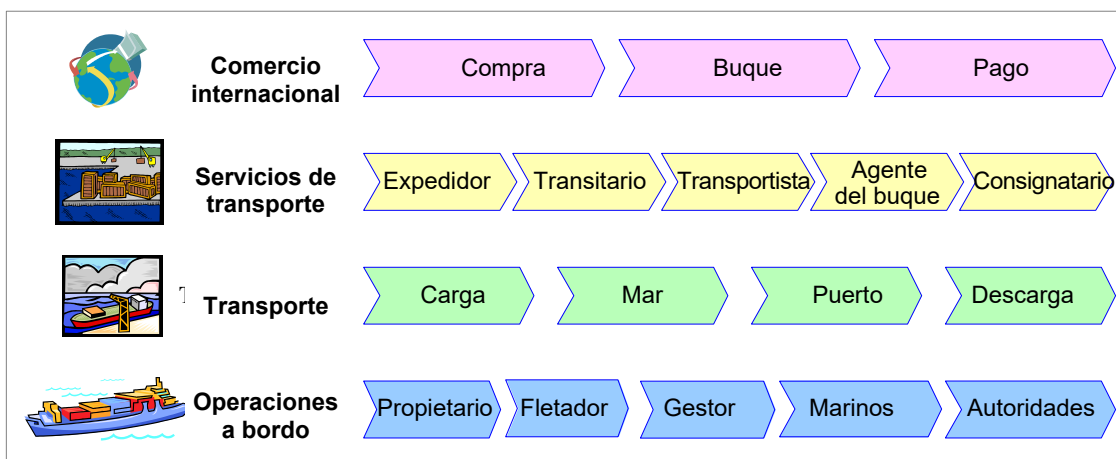 Comercio
internacional
Compra
Buque
Pago
Servicios de
transporte
Expedidor
Transitario
Transportista
Agente
del buque
Consignatario
T
Transporte
Carga
Mar
Puerto
Descarga
Operaciones
a bordo
Propietario
Fletador
Gestor
Marinos
Autoridades